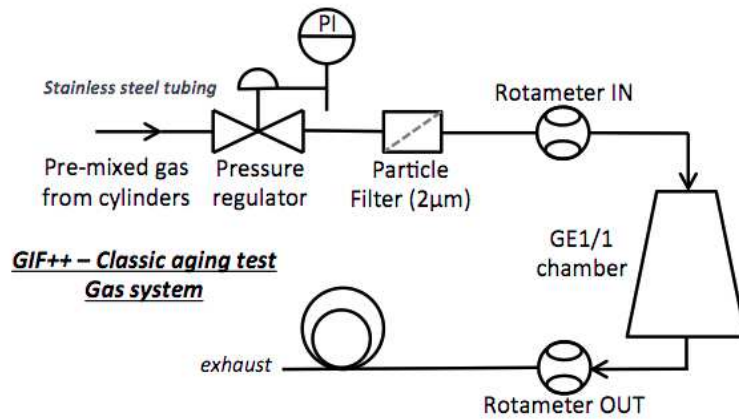 PI
Stainless steel tubing
Rotameter IN
Pre-mixed gas
from cylinders
Pressure
regulator
Particle
Filter (2µm)
GE1/1
chamber
GIF++ – Classic aging test
Gas system
exhaust
Rotameter OUT